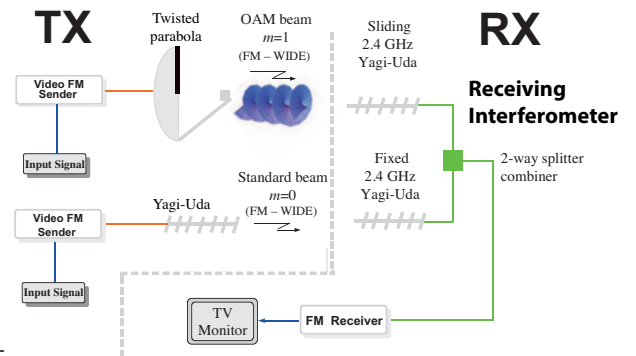 TX
Twisted
parabola
OAM beam
m=1
(FM – WIDE)
Video FM
Sender
Input Signal
Standard beam
m=0
(FM – WIDE)
Yagi-Uda
Video FM
Sender
Input Signal
RX
Sliding
2.4 GHz
Yagi-Uda
Receiving
Interferometer
Fixed
2.4 GHz
Yagi-Uda
2-way splitter
combiner
TV
Monitor
FM Receiver